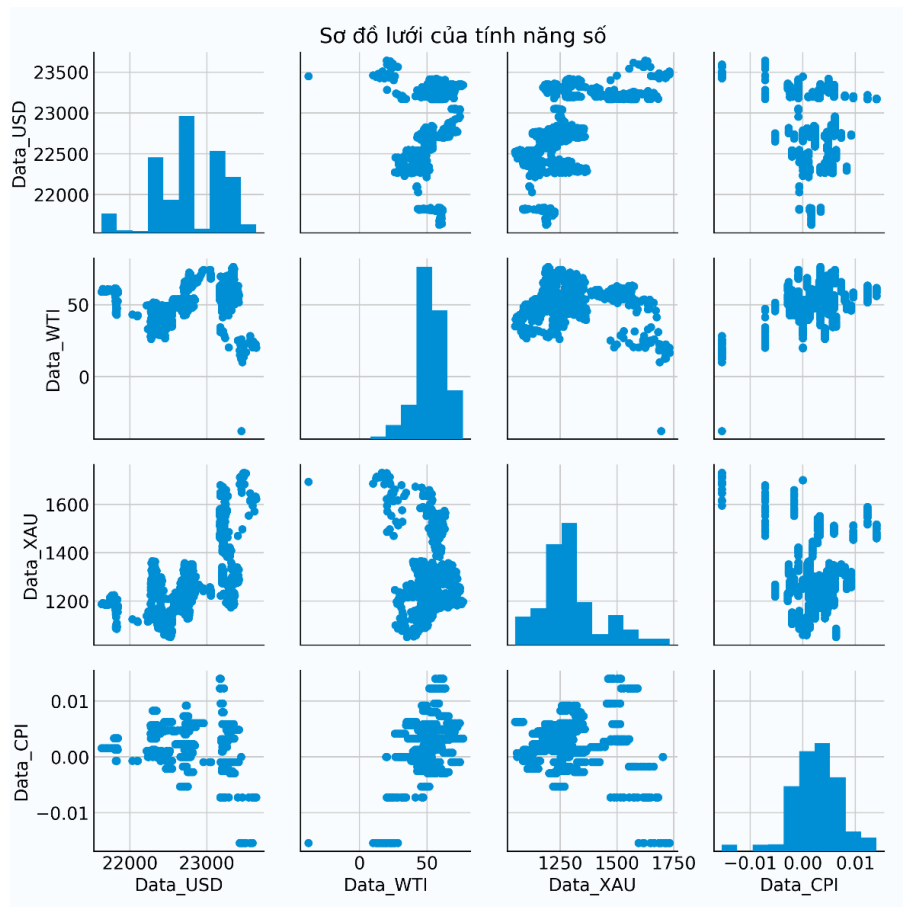 Sơ đồ lưới của tính năng số
23500
23000
22500
22000
Data_USD
50
0
Data_WTI
1600
1400
1200
Data_XAU
0.01
0.00
−0.01
Data_CPI
22000 23000
0 50
1250 1500 1750
−0.01 0.00 0.01
Data_USD
Data_WTI
Data_XAU
Data_CPI